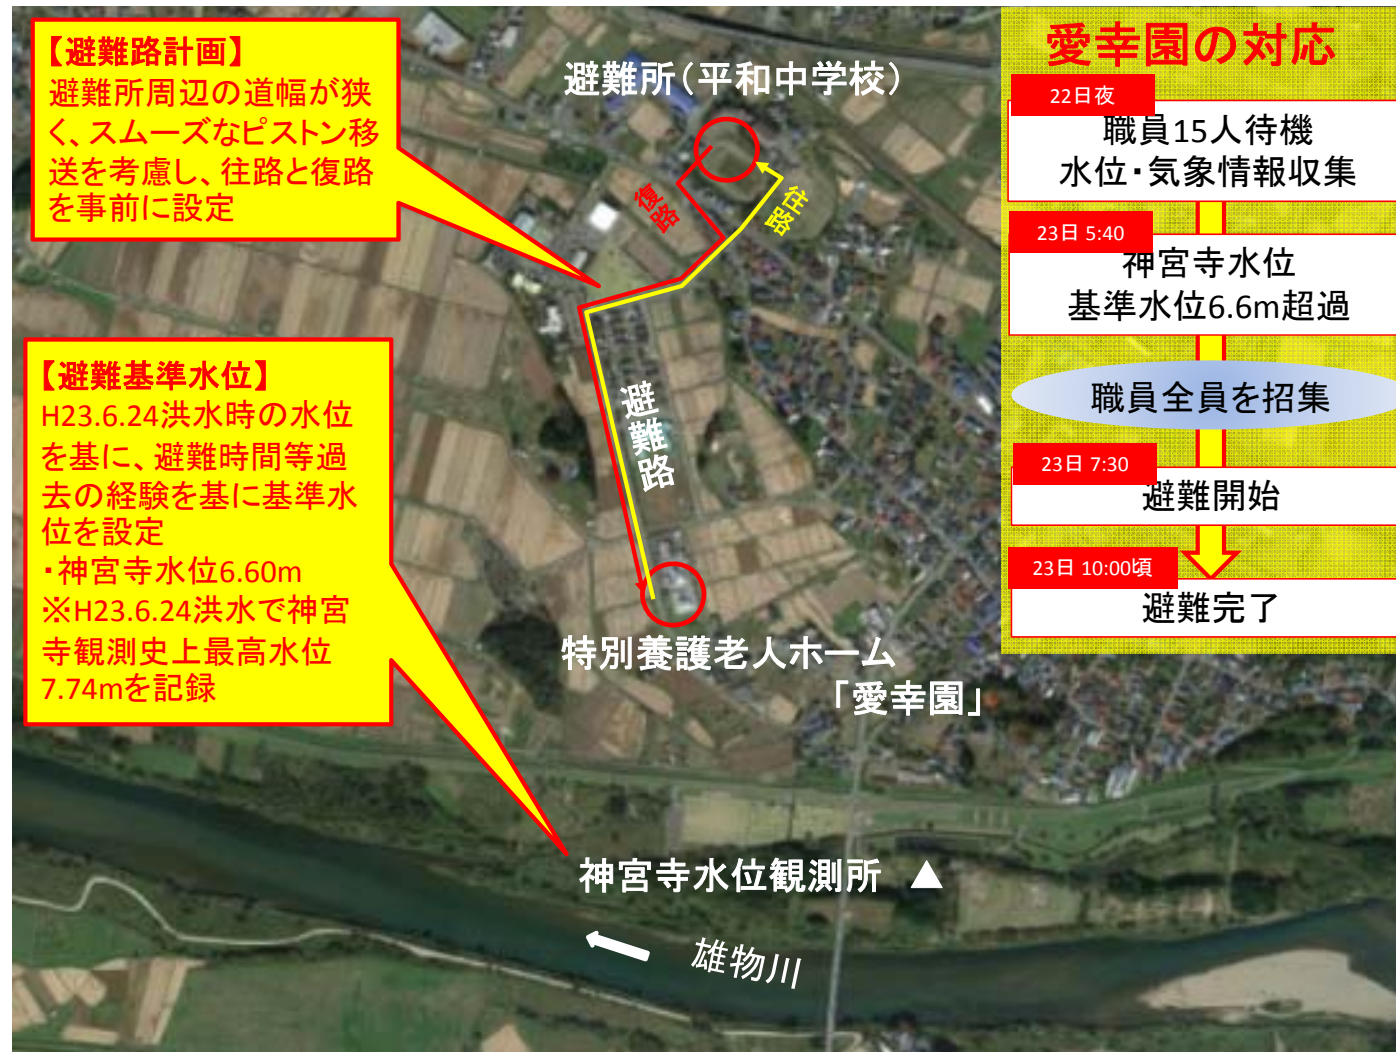 【避難路計画】
避難所周辺の道幅が狭
く、スムーズなピストン移
送を考慮し、往路と復路
を事前に設定
避難所(平和中学校)
復路
往路
避難路
【避難基準水位】
H23.6.24洪水時の水位
を基に、避難時間等過
去の経験を基に基準水
位を設定
・神宮寺水位6.60m
※H23.6.24洪水で神宮
寺観測史上最高水位
7.74mを記録
特別養護老人ホーム
「愛幸園」
神宮寺水位観測所 ▲
雄物川
愛幸園の対応
22日夜
職員15人待機
水位・気象情報収集
23日 5:40
神宮寺水位
基準水位6.6m超過
職員全員を招集
23日 7:30
避難開始
23日 10:00頃
避難完了